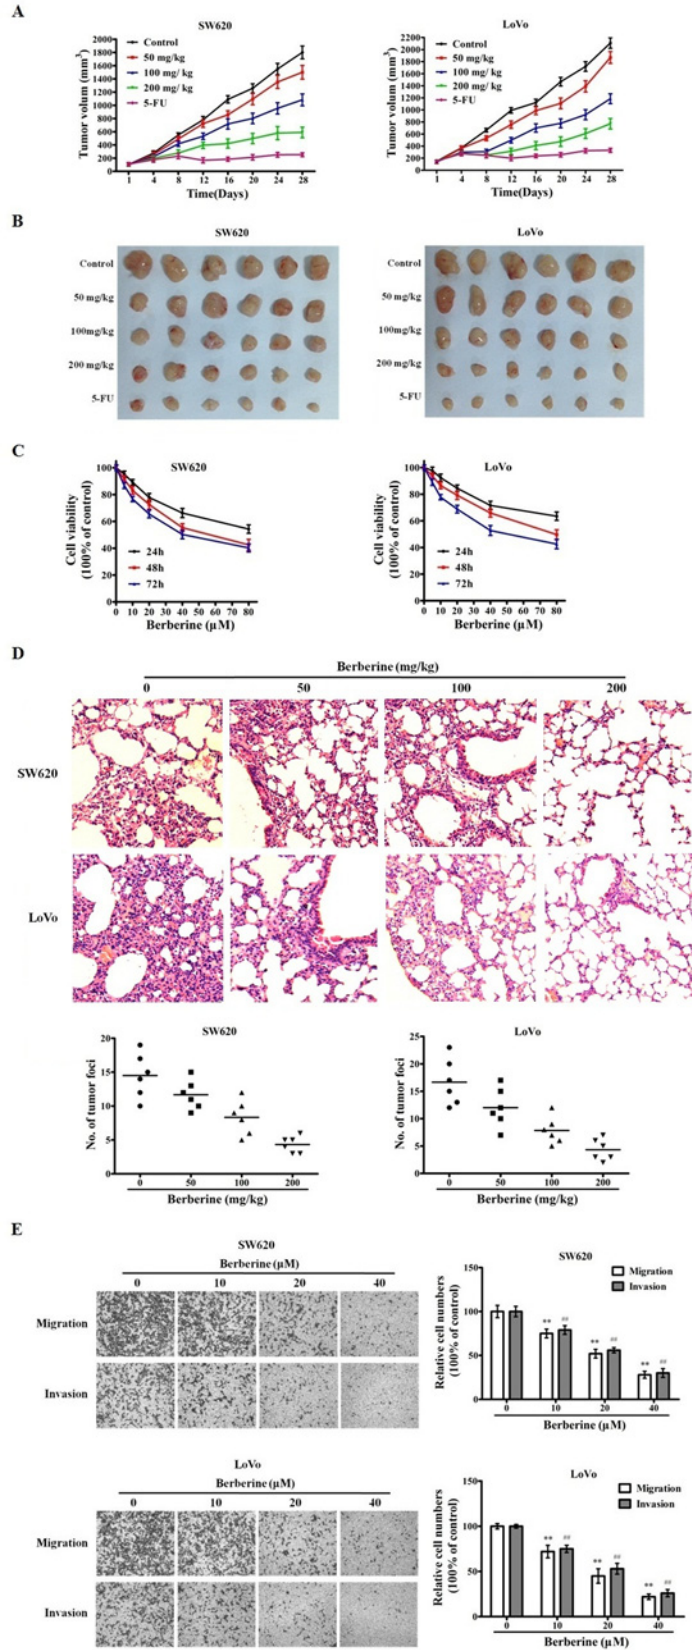 A
SW620
Tumor volum (mm³)
2000
1800
1600
1400
1200
1000
800
600
400
200
0
Control
50 mg/kg
100 mg/ kg
200 mg/ kg
5-FU
1 4 8 12 16 20 24 28
Time(Days)
LoVo
Tumor volum (mm³)
2200
2000
1800
1600
1400
1200
1000
800
600
400
200
0
Control
50 mg/kg
100 mg/ kg
200 mg/ kg
5-FU
1 4 8 12 16 20 24 28
Time(Days)
B
SW620
Control
50 mg/kg
100mg/kg
200 mg/kg
5-FU
LoVo
Control
50 mg/kg
100mg/kg
200 mg/kg
5-FU
C
SW620
Cell viability
(100% of control)
100
80
60
40
20
0
24h
48h
72h
0 10 20 30 40 50 60 70 80
Berberine (µM)
LoVo
Cell viability
(100% of control)
100
80
60
40
20
0
24h
48h
72h
0 10 20 30 40 50 60 70 80
Berberine (µM)
D
Berberine (mg/kg)
0 50 100 200
SW620
LoVo
SW620
No. of tumor foci
20
15
10
5
0
0 50 100 200
Berberine (mg/kg)
LoVo
No. of tumor foci
25
20
15
10
5
0
0 50 100 200
Berberine (mg/kg)
E
SW620
Berberine (µM)
0 10 20 40
Migration
Invasion
SW620
Relative cell numbers
(100% of control)
150
100
50
0
Migration
Invasion
** ##
** ##
** ##
0 10 20 40
Berberine (µM)
LoVo
Berberine (µM)
0 10 20 40
Migration
Invasion
LoVo
Relative cell numbers
(100% of control)
150
100
50
0
Migration
Invasion
** ##
** ##
** ##
0 10 20 40
Berberine (µM)